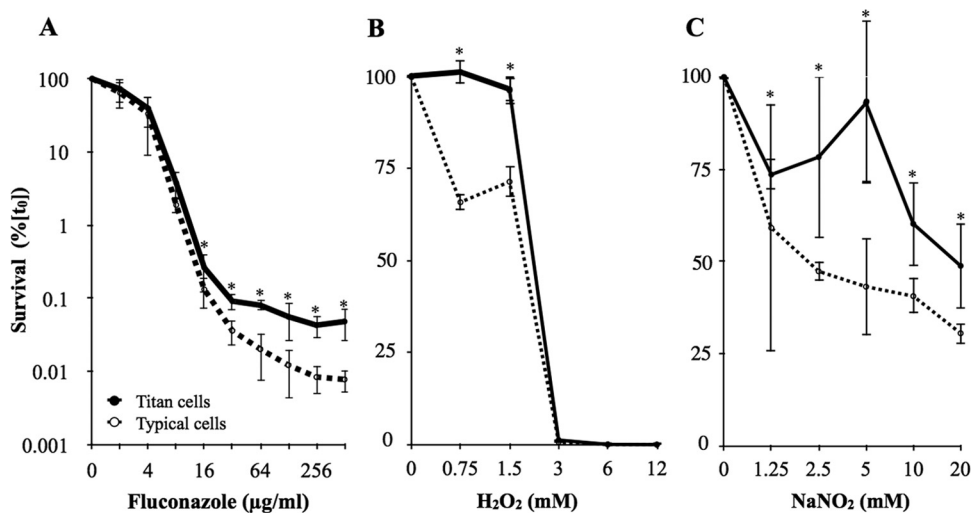 A
Survival (%[t₀])
100
10
1
0.1
0.01
0.001
* * * * * *
Titan cells
Typical cells
0 4 16 64 256
Fluconazole (µg/ml)
B
100
75
50
25
0
* *
0 0.75 1.5 3 6 12
H₂O₂ (mM)
C
100
75
50
25
0
* * * * *
0 1.25 2.5 5 10 20
NaNO₂ (mM)